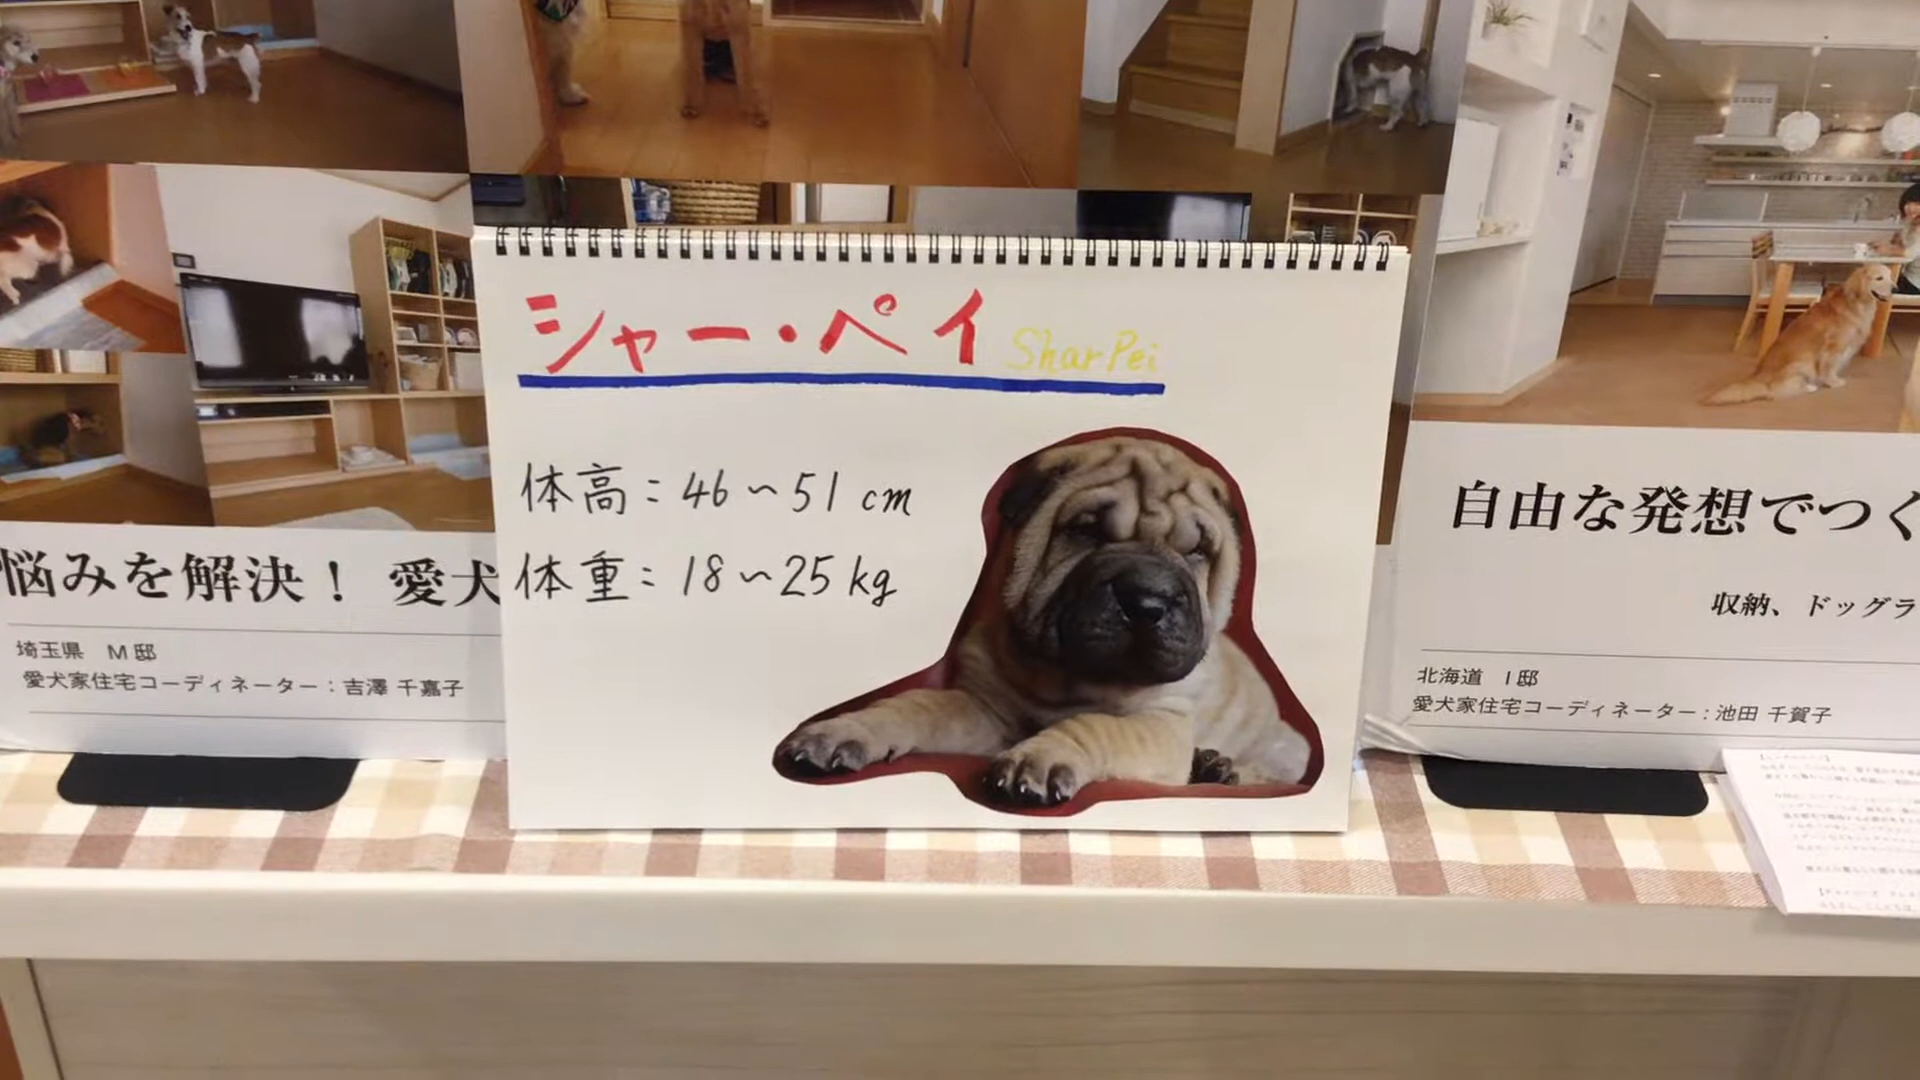 シャー・ペイ Shar Pei
体高：46～51 cm
体重：18～25 kg
悩みを解決！ 愛犬
埼玉県 M邸
愛犬家住宅コーディネーター：吉澤 千嘉子
自由な発想でつく
収納、ドッグラ
北海道 I邸
愛犬家住宅コーディネーター：池田 千賀子